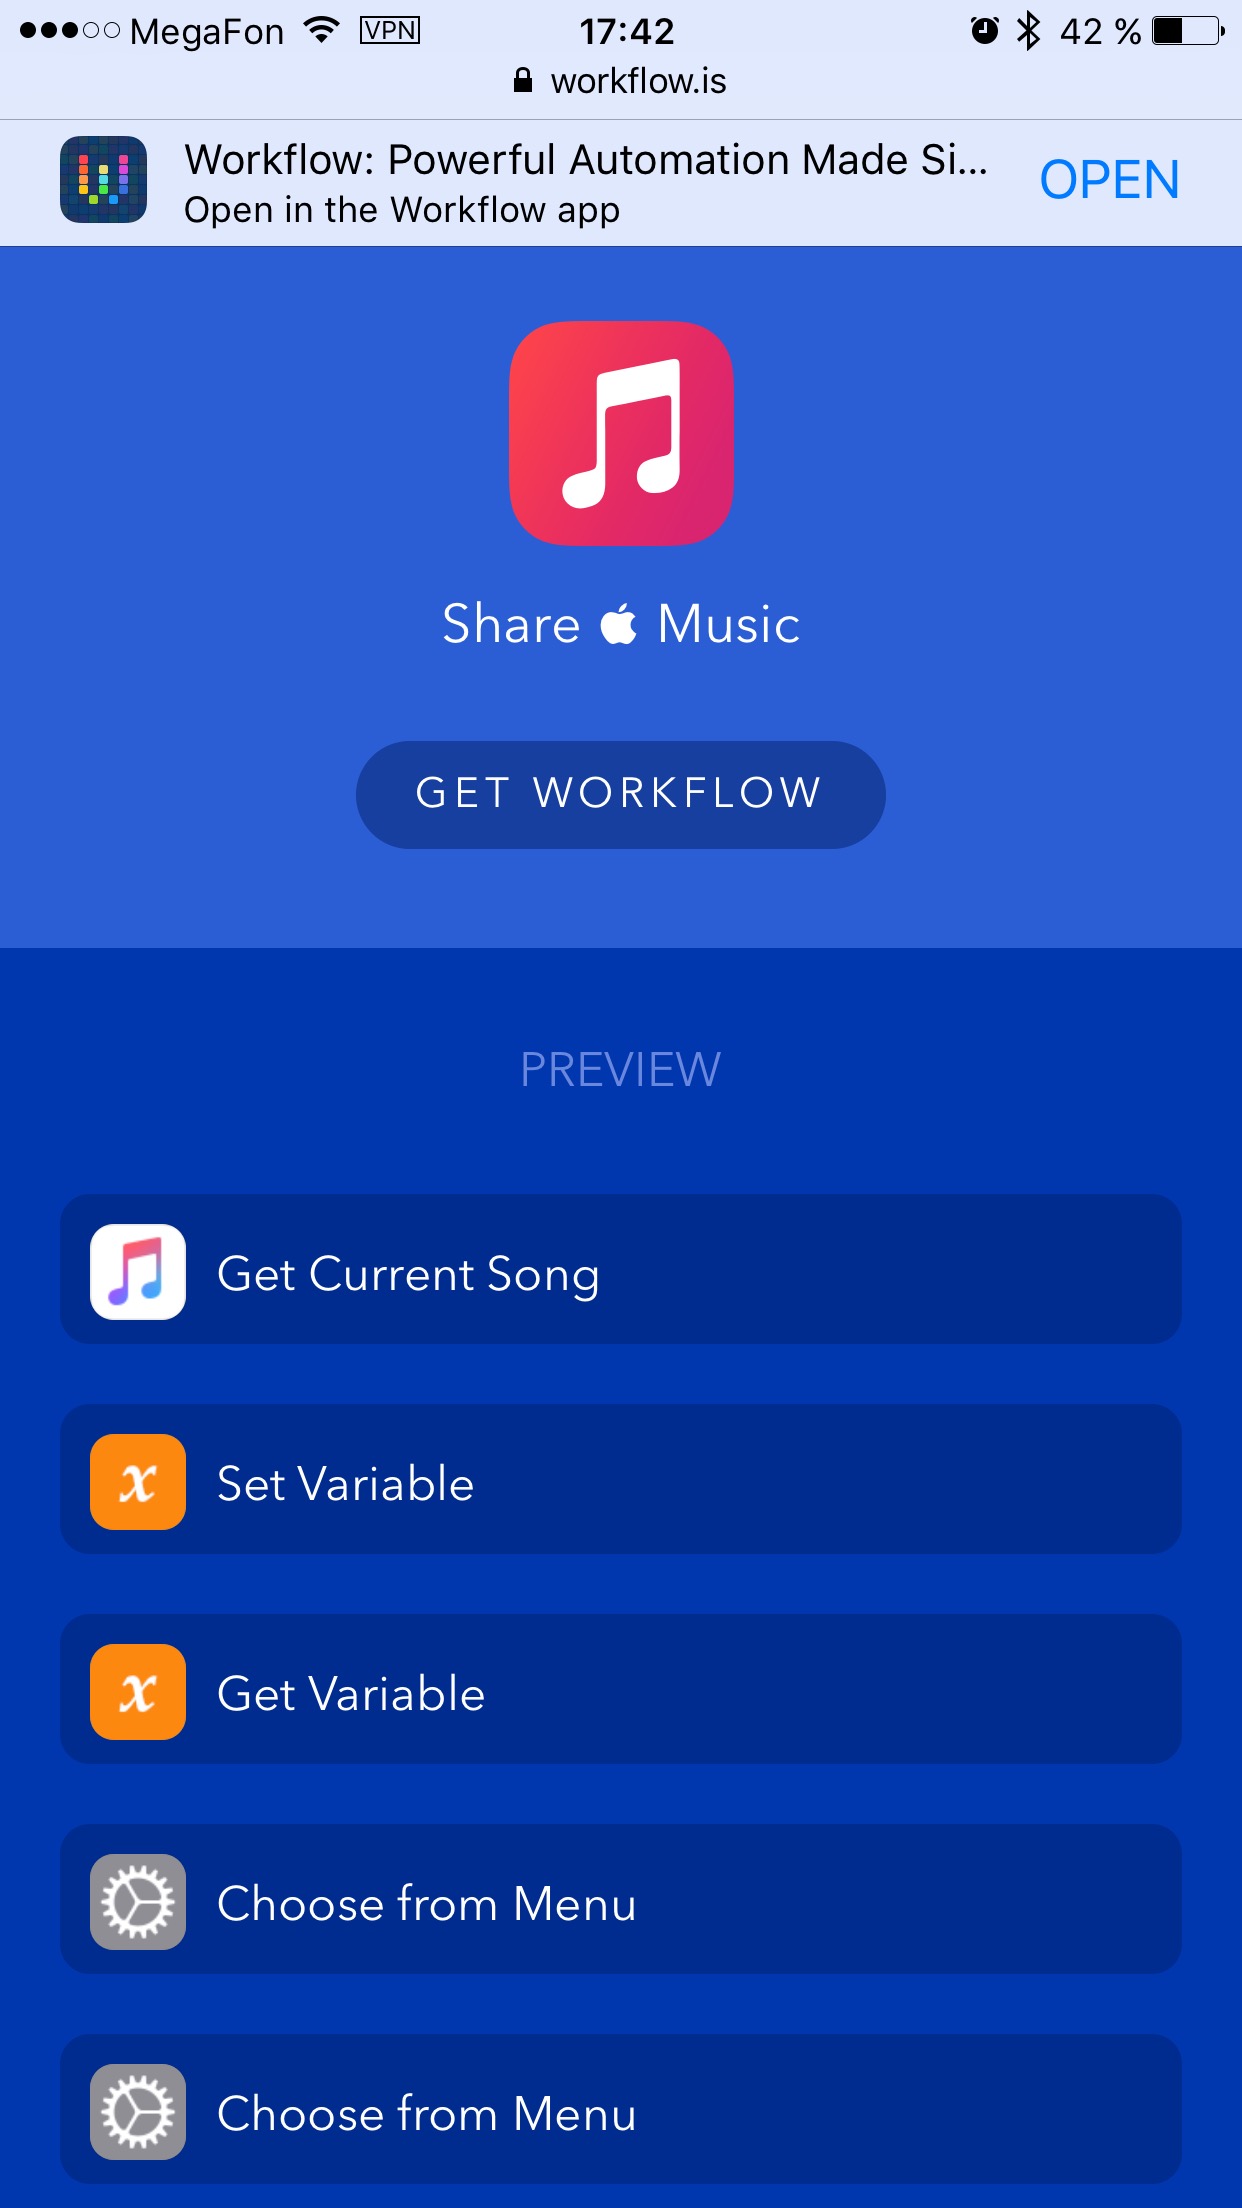 MegaFon VPN 17:42 42 %
workflow.is
Workflow: Powerful Automation Made Si...
Open in the Workflow app
OPEN
Share  Music
GET WORKFLOW
PREVIEW
Get Current Song
x
Set Variable
x
Get Variable
Choose from Menu
Choose from Menu